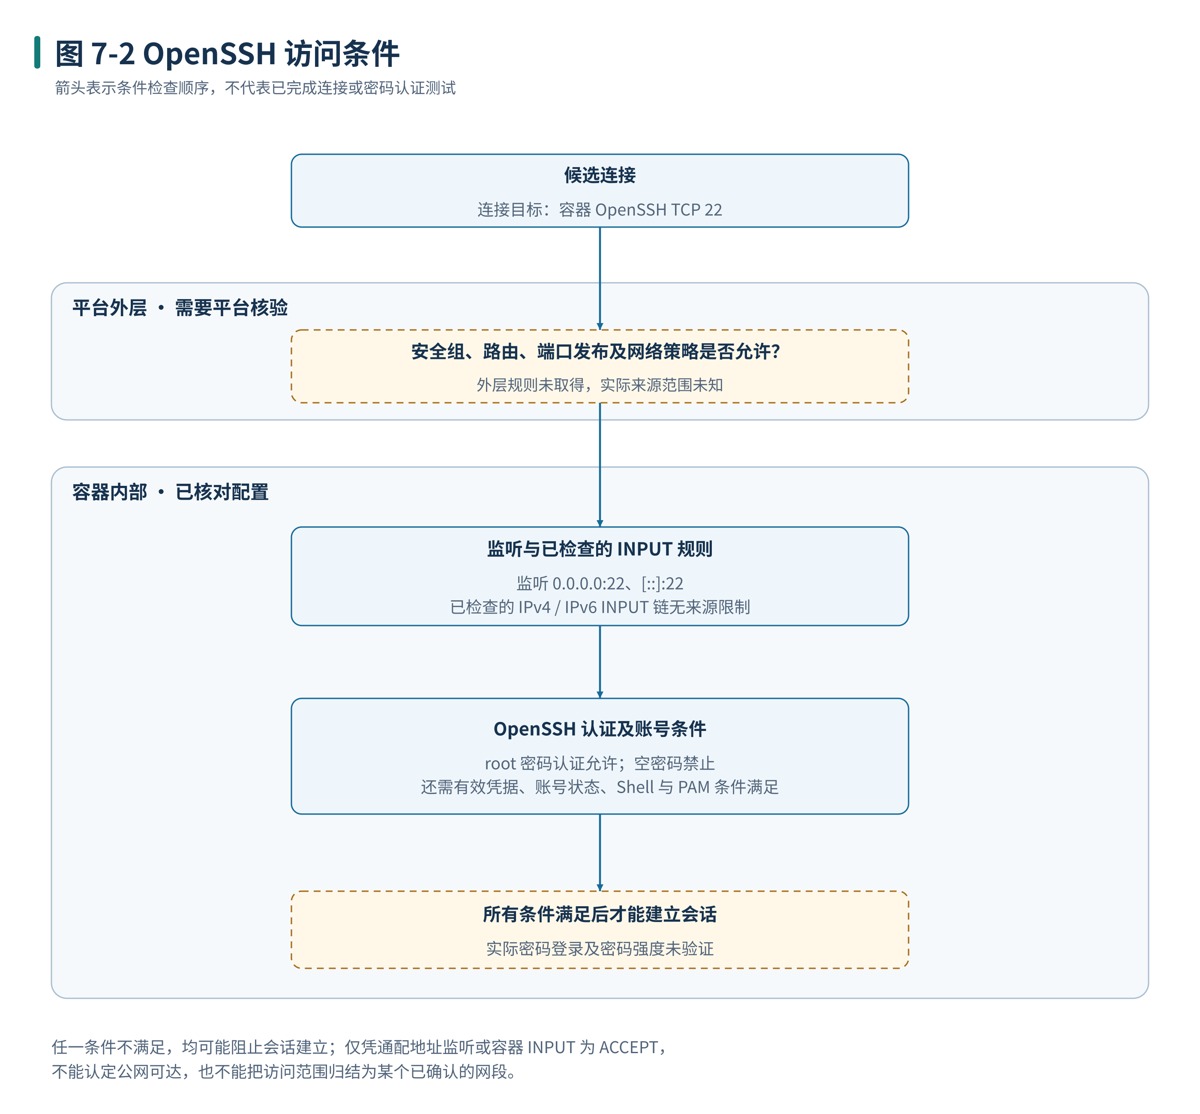 图 7-2 OpenSSH 访问条件
箭头表示条件检查顺序，不代表已完成连接或密码认证测试
候选连接
连接目标：容器 OpenSSH TCP 22
平台外层 · 需要平台核验
安全组、路由、端口发布及网络策略是否允许？
外层规则未取得，实际来源范围未知
容器内部 · 已核对配置
监听与已检查的 INPUT 规则
监听 0.0.0.0:22、[::]:22
已检查的 IPv4 / IPv6 INPUT 链无来源限制
OpenSSH 认证及账号条件
root 密码认证允许；空密码禁止
还需有效凭据、账号状态、Shell 与 PAM 条件满足
所有条件满足后才能建立会话
实际密码登录及密码强度未验证
任一条件不满足，均可能阻止会话建立；仅凭通配地址监听或容器 INPUT 为 ACCEPT，
不能认定公网可达，也不能把访问范围归结为某个已确认的网段。